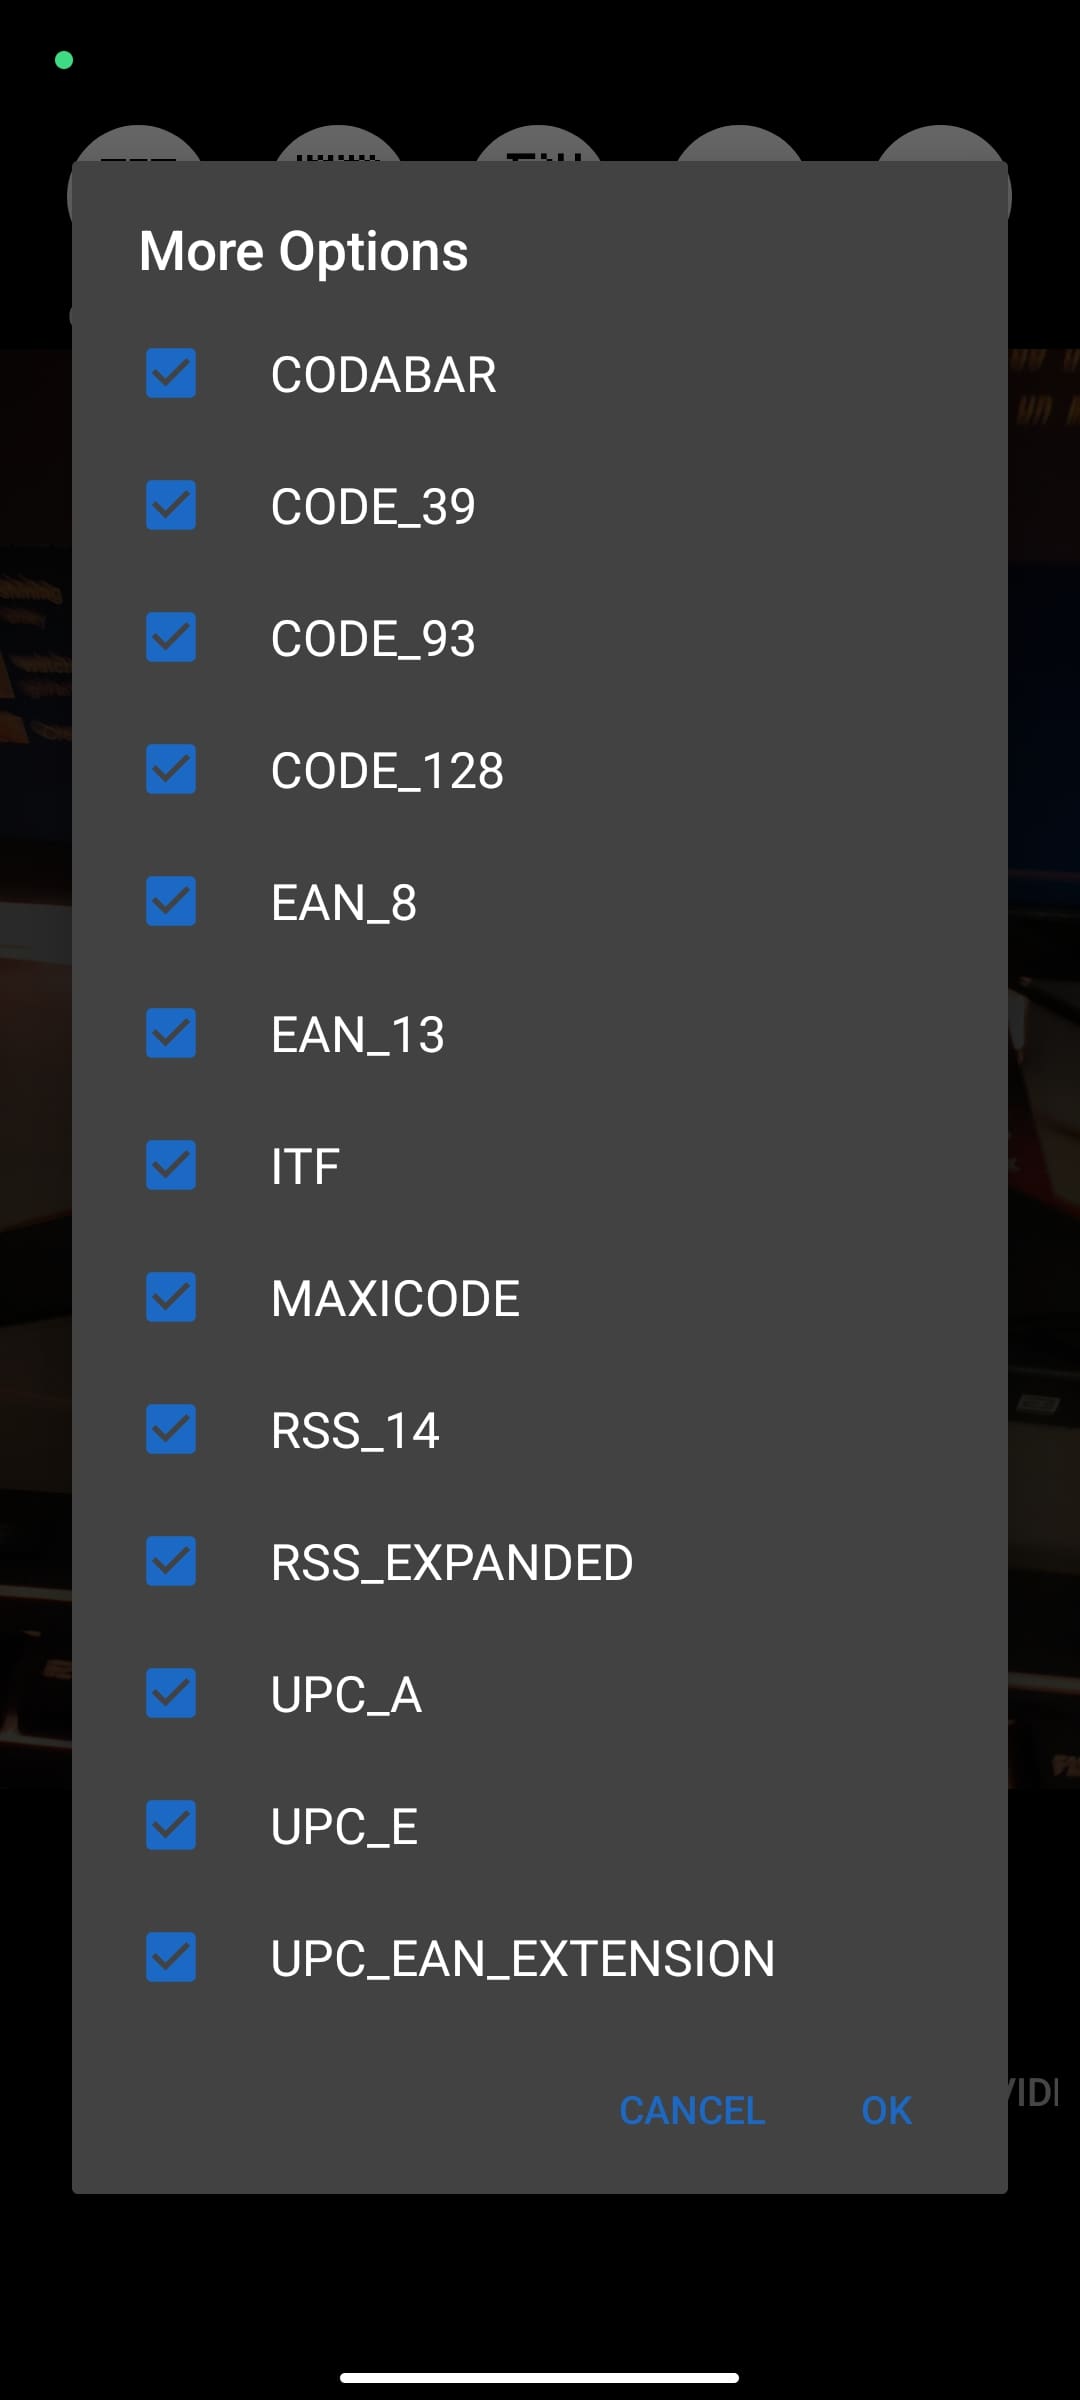 More Options
CODABAR
CODE_39
CODE_93
CODE_128
EAN_8
EAN_13
ITF
MAXICODE
RSS_14
RSS_EXPANDED
UPC_A
UPC_E
UPC_EAN_EXTENSION
CANCEL OK